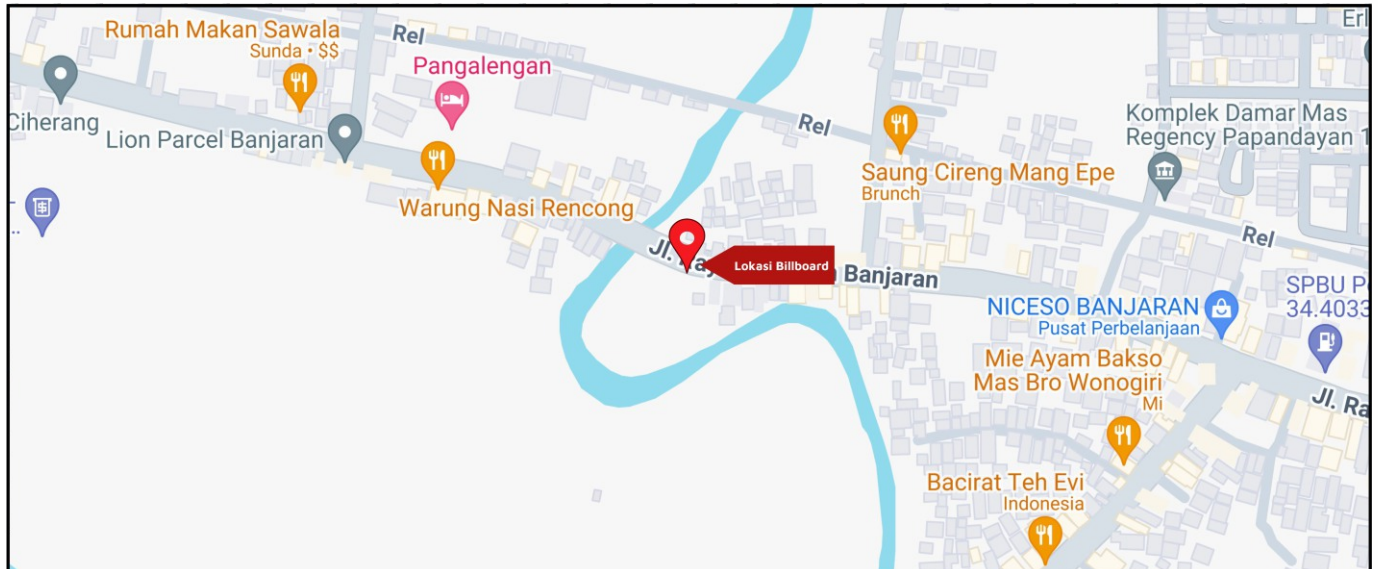 Rumah Makan Sawala
Sunda • $$
Rel
Pangalengan
Ciherang
Lion Parcel Banjaran
Warung Nasi Rencong
Rel
Saung Cireng Mang Epe
Brunch
Komplek Damar Mas
Regency Papandayan 1
Rel
Jl.
Lokasi Billboard
Banjaran
NICESO BANJARAN
Pusat Perbelanjaan
SPBU
34.4033
Mie Ayam Bakso
Mas Bro Wonogiri
Mi
Jl.
Bacirat Teh Evi
Indonesia